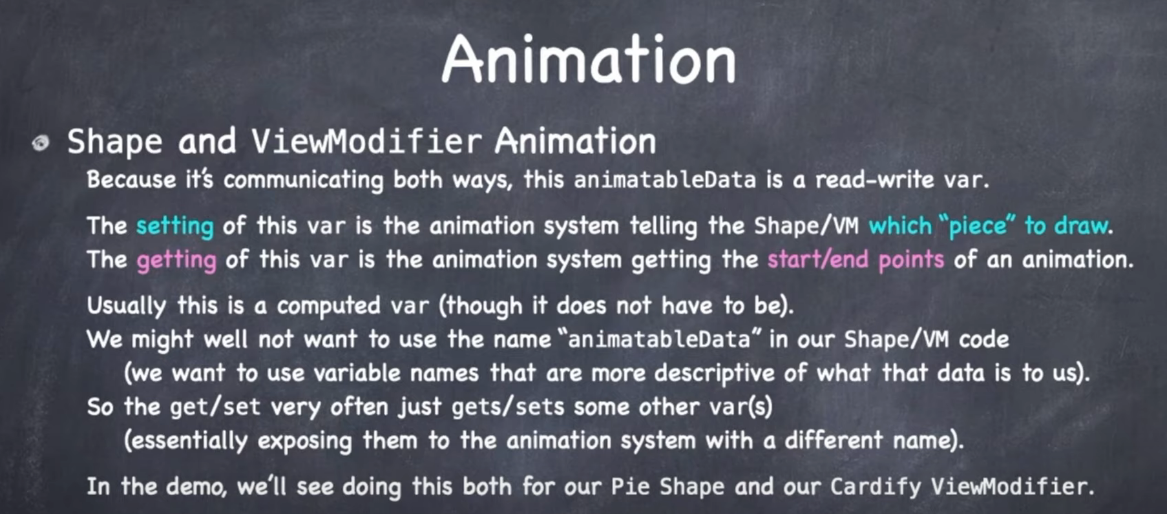 Animation
Shape and ViewModifier Animation
Because it's communicating both ways, this animatableData is a read-write var.
The setting of this var is the animation system telling the Shape/VM which "piece" to draw.
The getting of this var is the animation system getting the start/end points of an animation.
Usually this is a computed var (though it does not have to be).
We might well not want to use the name "animatableData" in our Shape/VM code
(we want to use variable names that are more descriptive of what that data is to us).
So the get/set very often just gets/sets some other var(s)
(essentially exposing them to the animation system with a different name).
In the demo, we'll see doing this both for our Pie Shape and our Cardify ViewModifier.